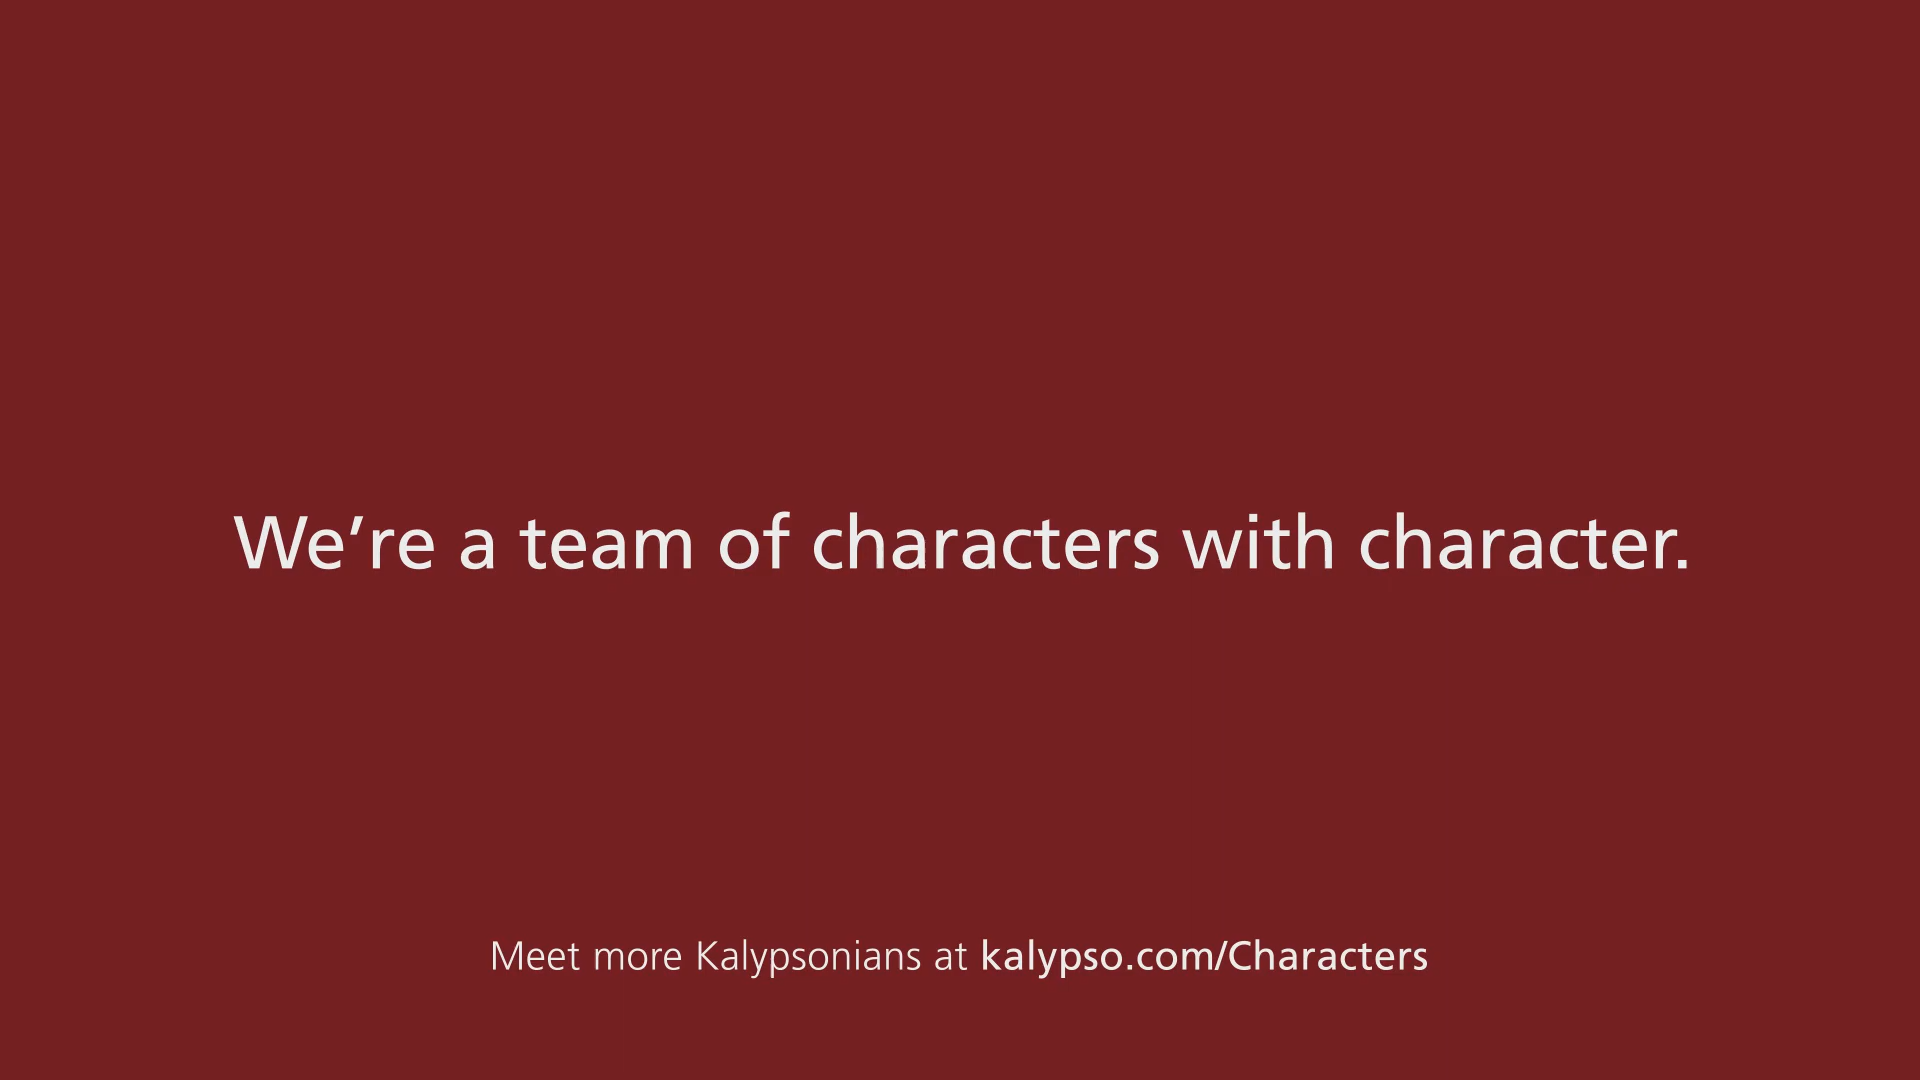 We’re a team of characters with character.
Meet more Kalypsonians at kalypso.com/Characters